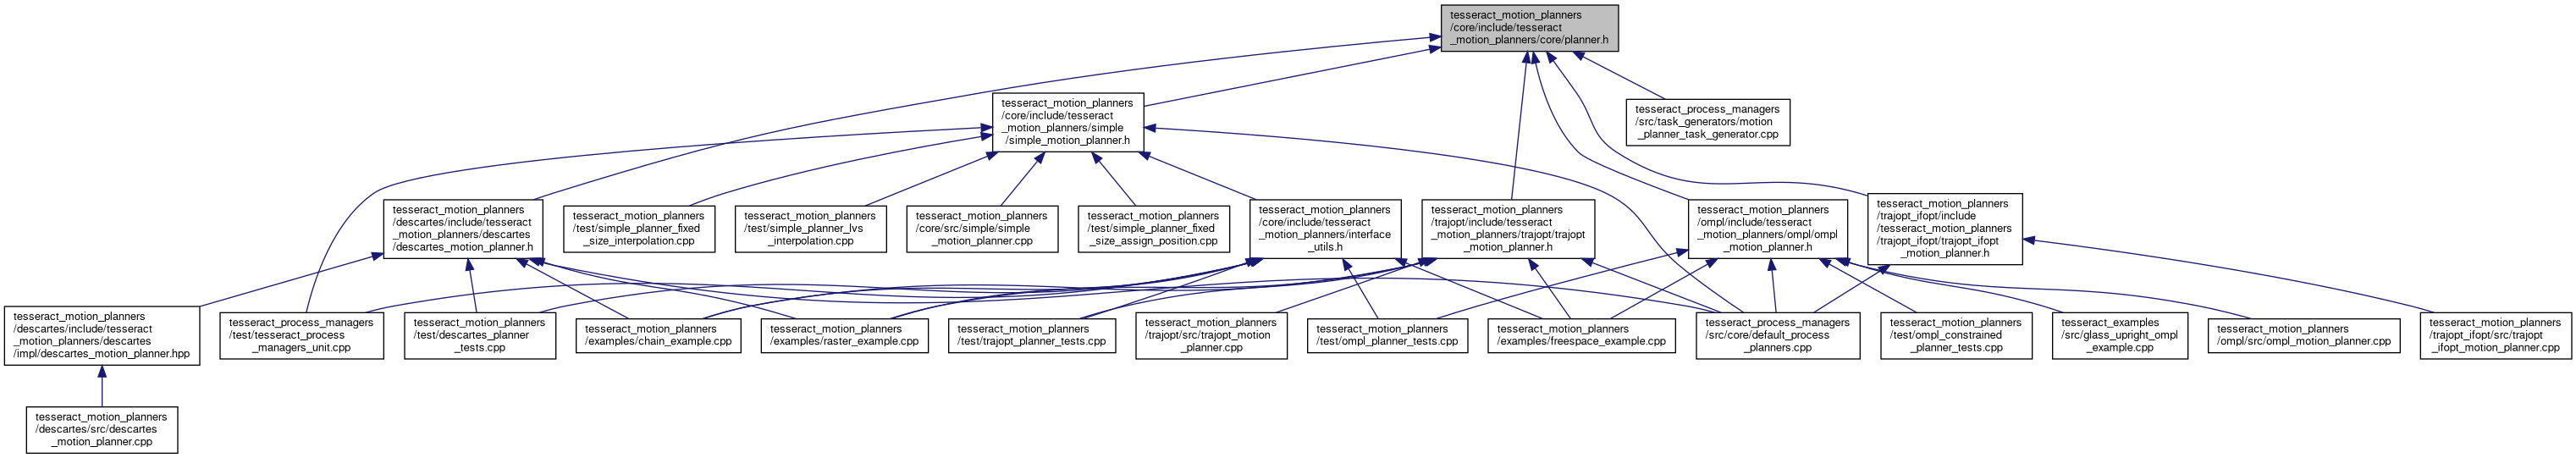 tesseract_motion_planners
/core/include/tesseract
_motion_planners/core/planner.h
tesseract_motion_planners
/core/include/tesseract
_motion_planners/simple
/simple_motion_planner.h
tesseract_process_managers
/src/task_generators/motion
_planner_task_generator.cpp
tesseract_motion_planners
/descartes/include/tesseract
_motion_planners/descartes
/descartes_motion_planner.h
tesseract_motion_planners
/test/simple_planner_fixed
_size_interpolation.cpp
tesseract_motion_planners
/test/simple_planner_lvs
_interpolation.cpp
tesseract_motion_planners
/core/src/simple/simple
_motion_planner.cpp
tesseract_motion_planners
/test/simple_planner_fixed
_size_assign_position.cpp
tesseract_motion_planners
/core/include/tesseract
_motion_planners/interface
_utils.h
tesseract_motion_planners
/trajopt/include/tesseract
_motion_planners/trajopt/trajopt
_motion_planner.h
tesseract_motion_planners
/ompl/include/tesseract
_motion_planners/ompl/ompl
_motion_planner.h
tesseract_motion_planners
/trajopt_ifopt/include
/tesseract_motion_planners
/trajopt_ifopt/trajopt_ifopt
_motion_planner.h
tesseract_motion_planners
/descartes/include/tesseract
_motion_planners/descartes
/impl/descartes_motion_planner.hpp
tesseract_process_managers
/test/tesseract_process
_managers_unit.cpp
tesseract_motion_planners
/test/descartes_planner
_tests.cpp
tesseract_motion_planners
/examples/chain_example.cpp
tesseract_motion_planners
/examples/raster_example.cpp
tesseract_motion_planners
/test/trajopt_planner_tests.cpp
tesseract_motion_planners
/trajopt/src/trajopt_motion
_planner.cpp
tesseract_motion_planners
/test/ompl_planner_tests.cpp
tesseract_motion_planners
/examples/freespace_example.cpp
tesseract_process_managers
/src/core/default_process
_planners.cpp
tesseract_motion_planners
/test/ompl_constrained
_planner_tests.cpp
tesseract_examples
/src/glass_upright_ompl
_example.cpp
tesseract_motion_planners
/ompl/src/ompl_motion_planner.cpp
tesseract_motion_planners
/trajopt_ifopt/src/trajopt
_ifopt_motion_planner.cpp
tesseract_motion_planners
/descartes/src/descartes
_motion_planner.cpp